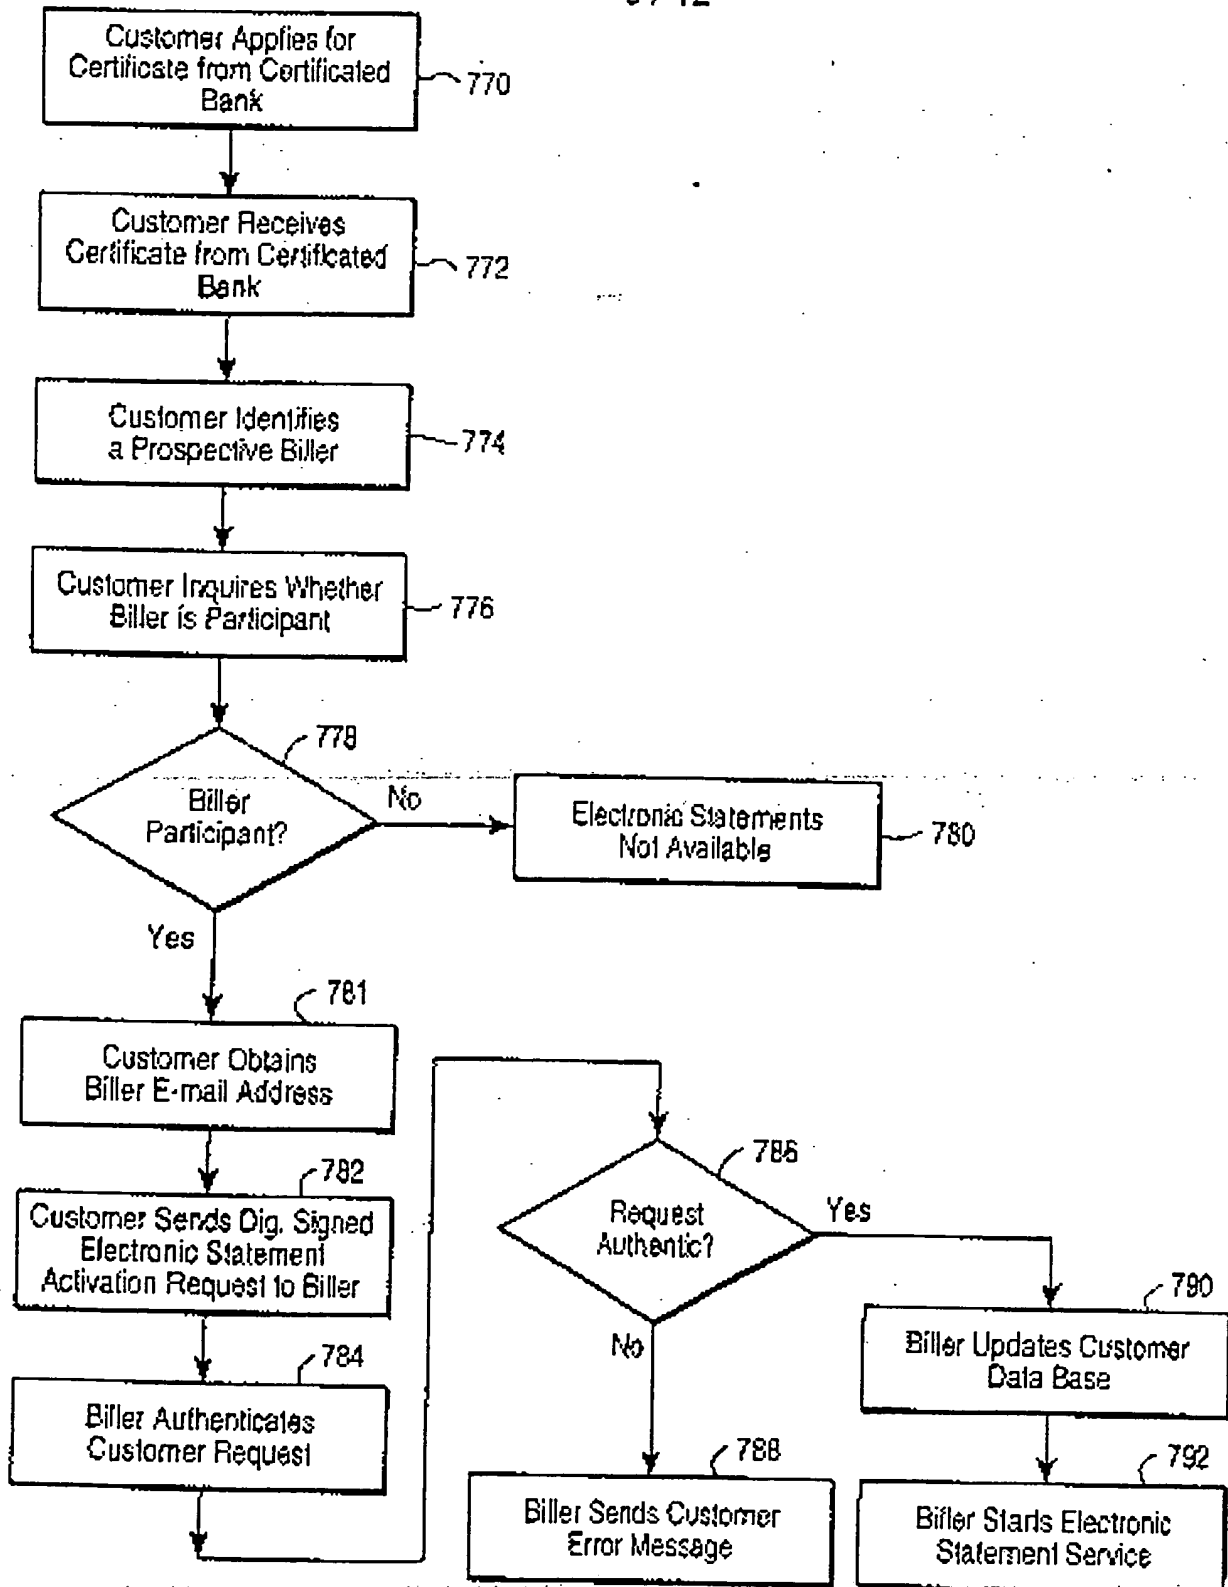 Customer Applies for
Certificate from Certificated
Bank
770
Customer Receives
Certificate from Certificated
Bank
772
Customer Identifies
a Prospective Biller
774
Customer Inquires Whether
Biller is Participant
776
778
Biller
Participant?
No
Electronic Statements
Not Available
780
Yes
781
Customer Obtains
Biller E-mail Address
782
Customer Sends Dig. Signed
Electronic Statement
Activation Request to Biller
784
Biller Authenticates
Customer Request
786
Request
Authentic?
Yes
No
788
Biller Sends Customer
Error Message
790
Biller Updates Customer
Data Base
792
Biller Starts Electronic
Statement Service